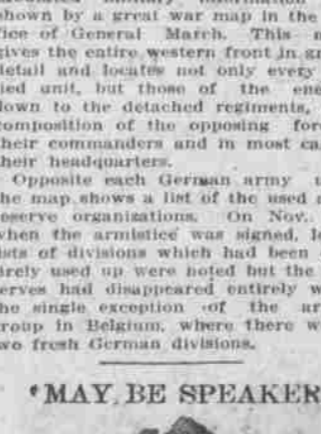 shown by a great war map in the
fice of General March. This
gives the entire western front in
detail and locates not only every
lied unit, but those of the
down to the detached regiments,
composition of the opposing
their commanders and in most
their headquarters.
Opposite each German army
the map shows a list of the used
reserve organizations. On Nov.
when the armistice was signed,
lists of divisions which had been
tirely used up were noted but the
serves had disappeared entirely
the single exception of the
group in Belgium, where there
two fresh German divisions.
MAY BE SPEAKER